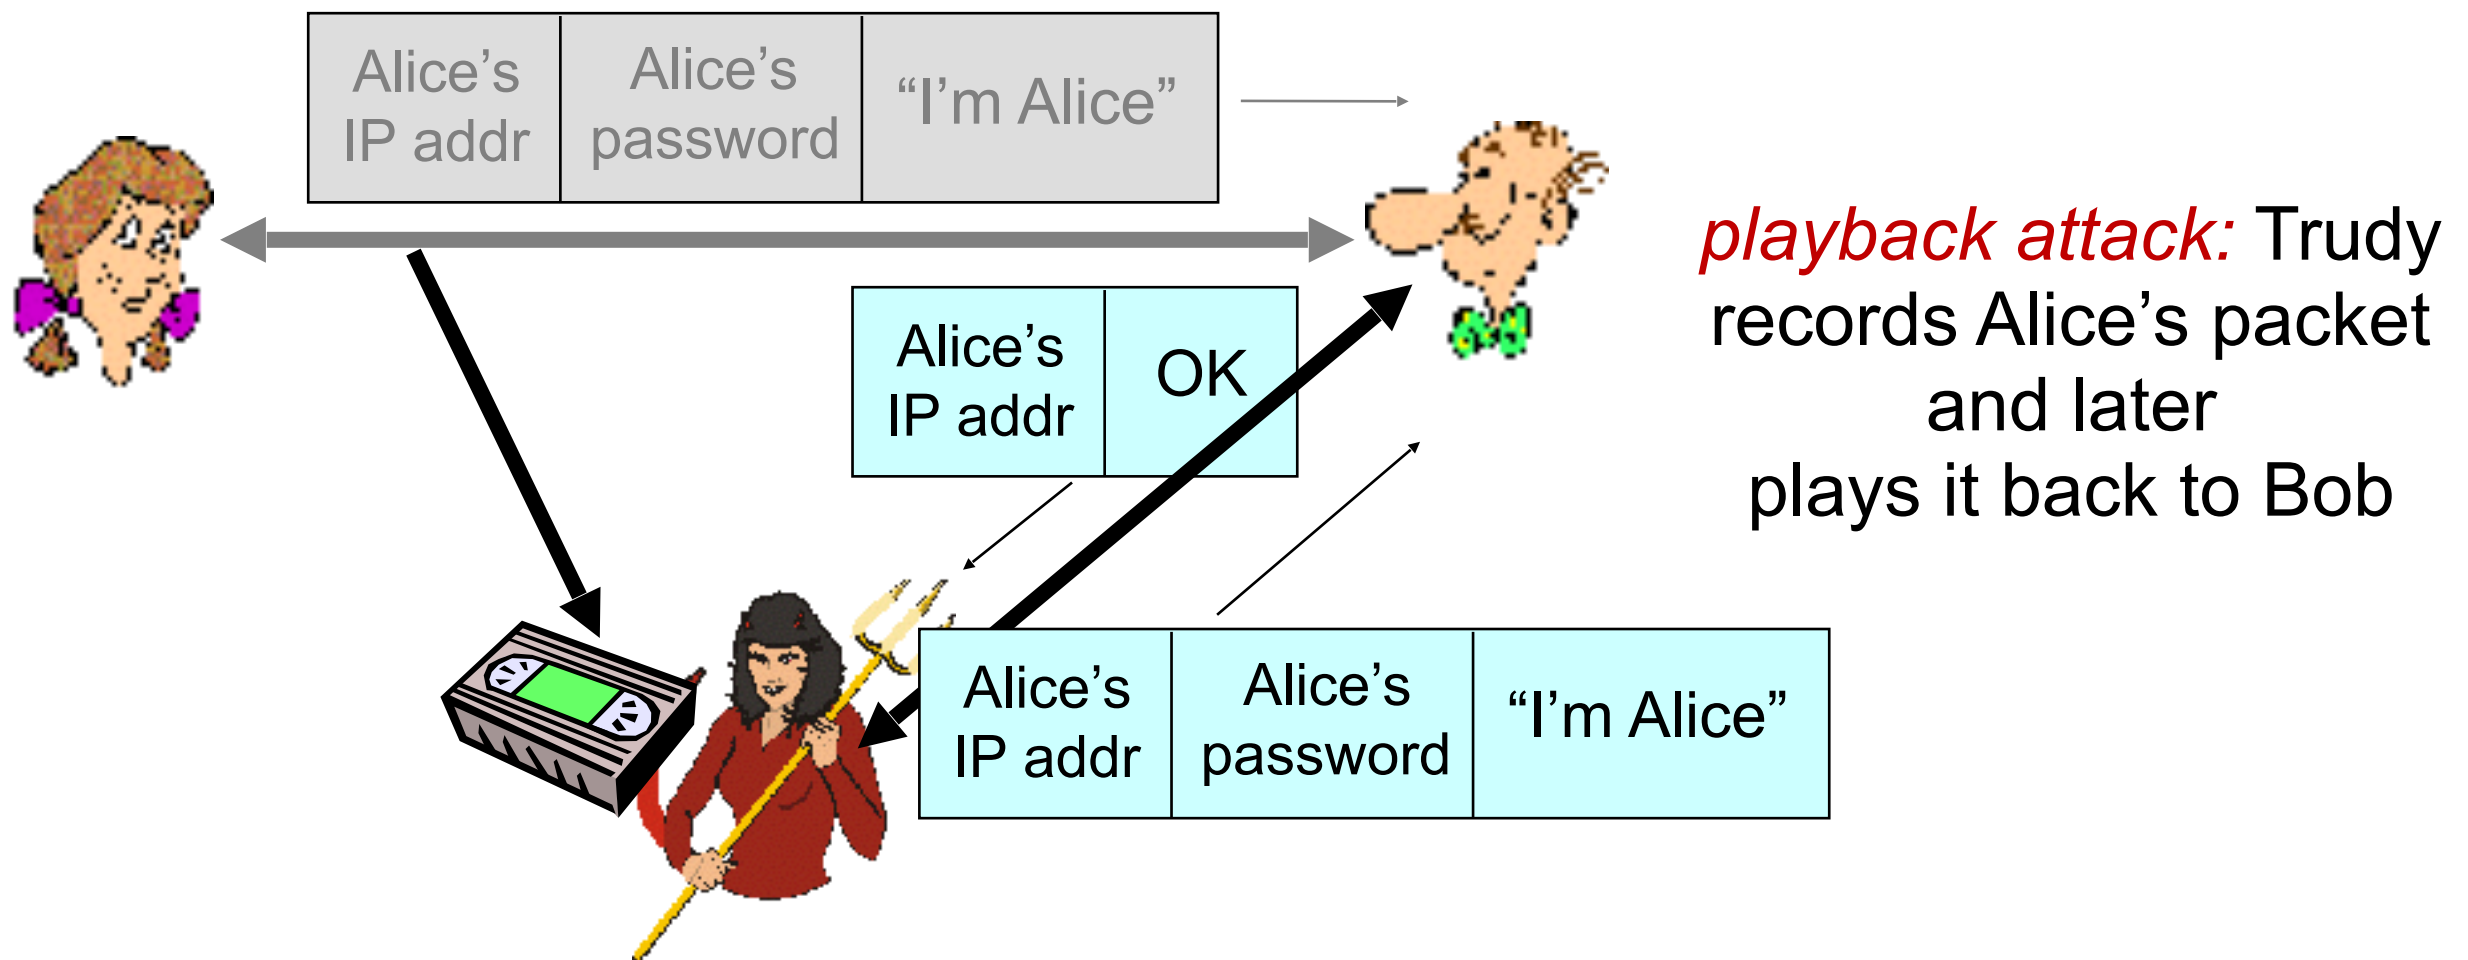 Alice’s
IP addr
Alice’s
password
“I’m Alice”
playback attack: Trudy
records Alice’s packet
and later
plays it back to Bob
Alice’s
IP addr
OK
Alice’s
IP addr
Alice’s
password
“I’m Alice”